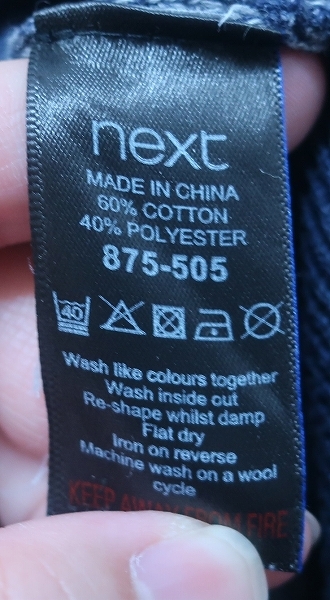 next
MADE IN CHINA
60% COTTON
40% POLYESTER
875-505
40
Wash like colours together
Wash inside out
Re-shape whilst damp
Flat dry
Iron on reverse
Machine wash on a wool
cycle
KEEP AWAY FROM FIRE